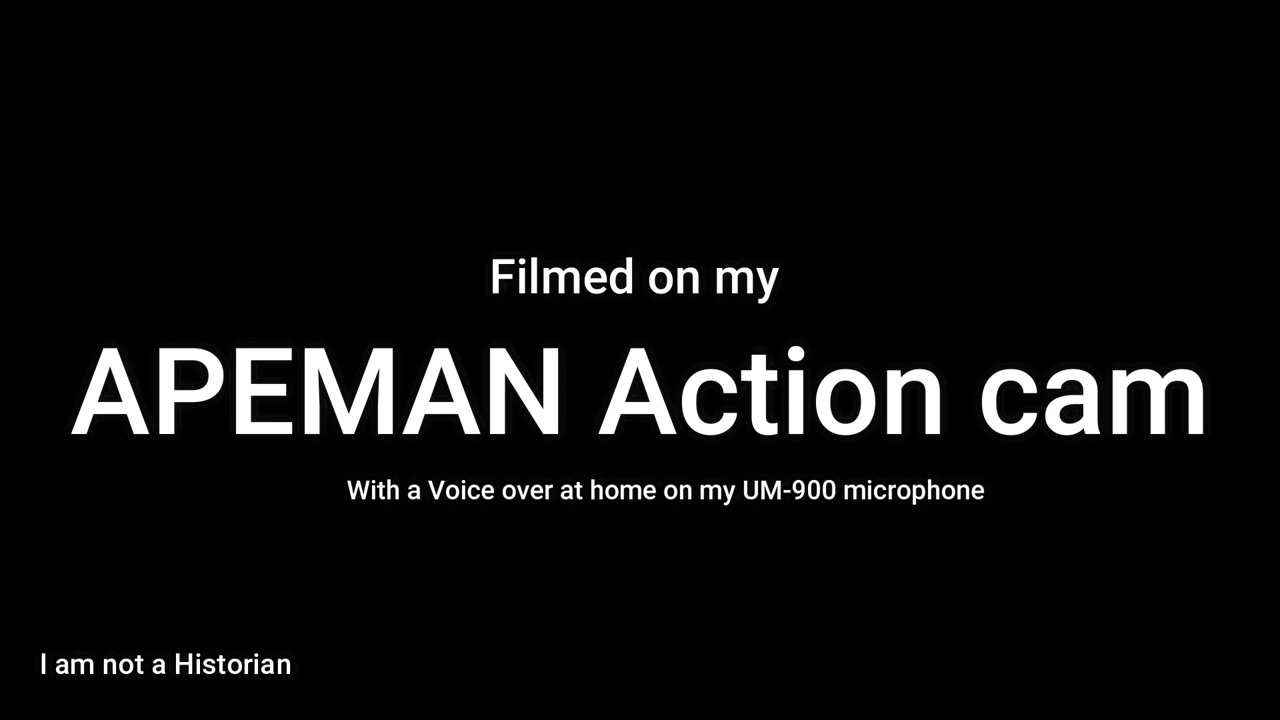 Filmed on my
APEMAN Action cam
With a Voice over at home on my UM-900 microphone
I am not a Historian